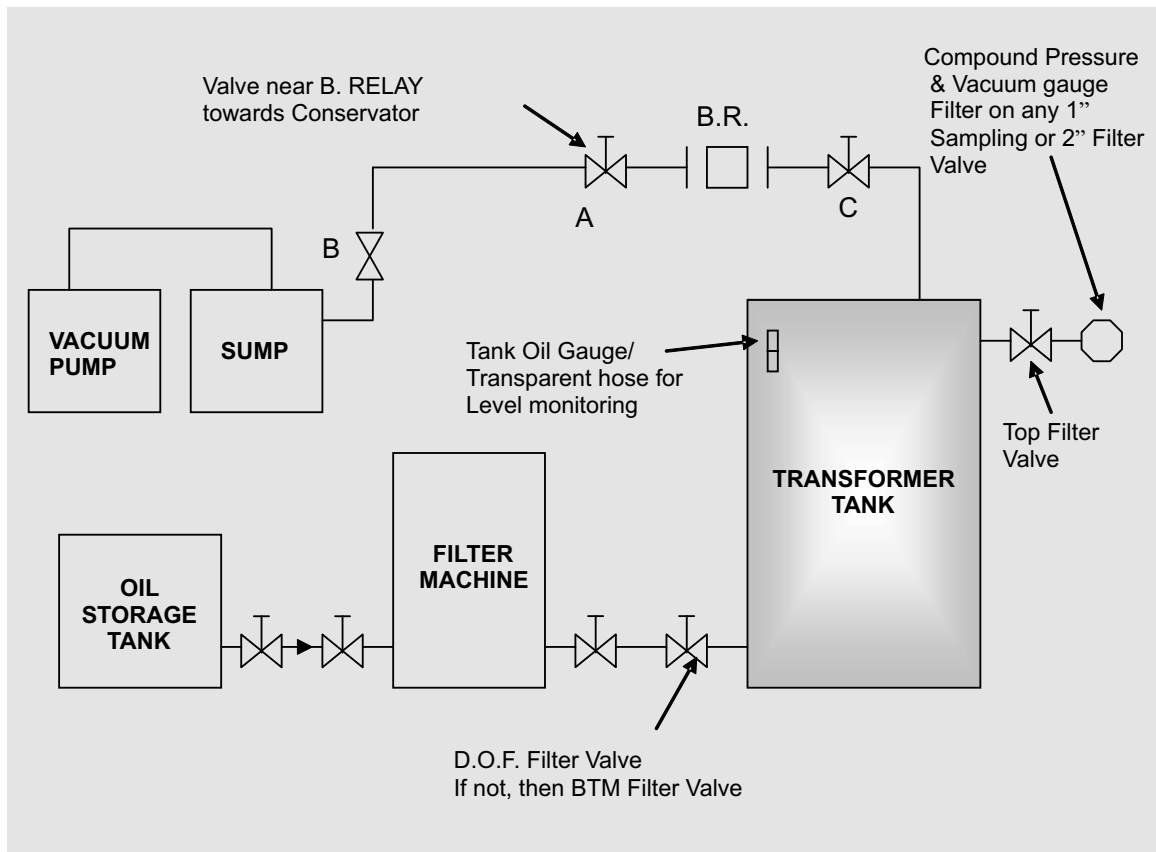 Compound Pressure
& Vacuum gauge
Filter on any 1”
Sampling or 2” Filter
Valve
Valve near B. RELAY
towards Conservator
B.R.
A
C
B
VACUUM
PUMP
SUMP
Tank Oil Gauge/
Transparent hose for
Level monitoring
Top Filter
Valve
TRANSFORMER
TANK
FILTER
MACHINE
OIL
STORAGE
TANK
D.O.F. Filter Valve
If not, then BTM Filter Valve